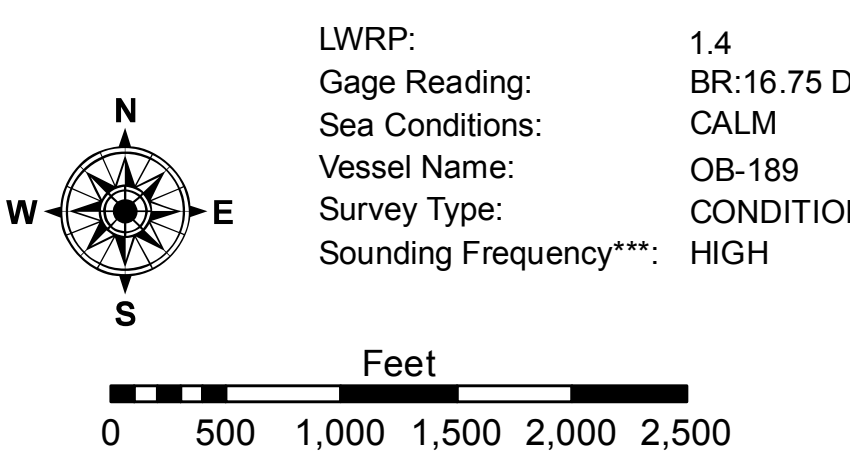 LWRP: 1.4
Gage Reading: BR:16.75 D
Sea Conditions: CALM
Vessel Name: OB-189
Survey Type: CONDITION
Sounding Frequency***: HIGH
N
W E
S
Feet
0 500 1,000 1,500 2,000 2,500